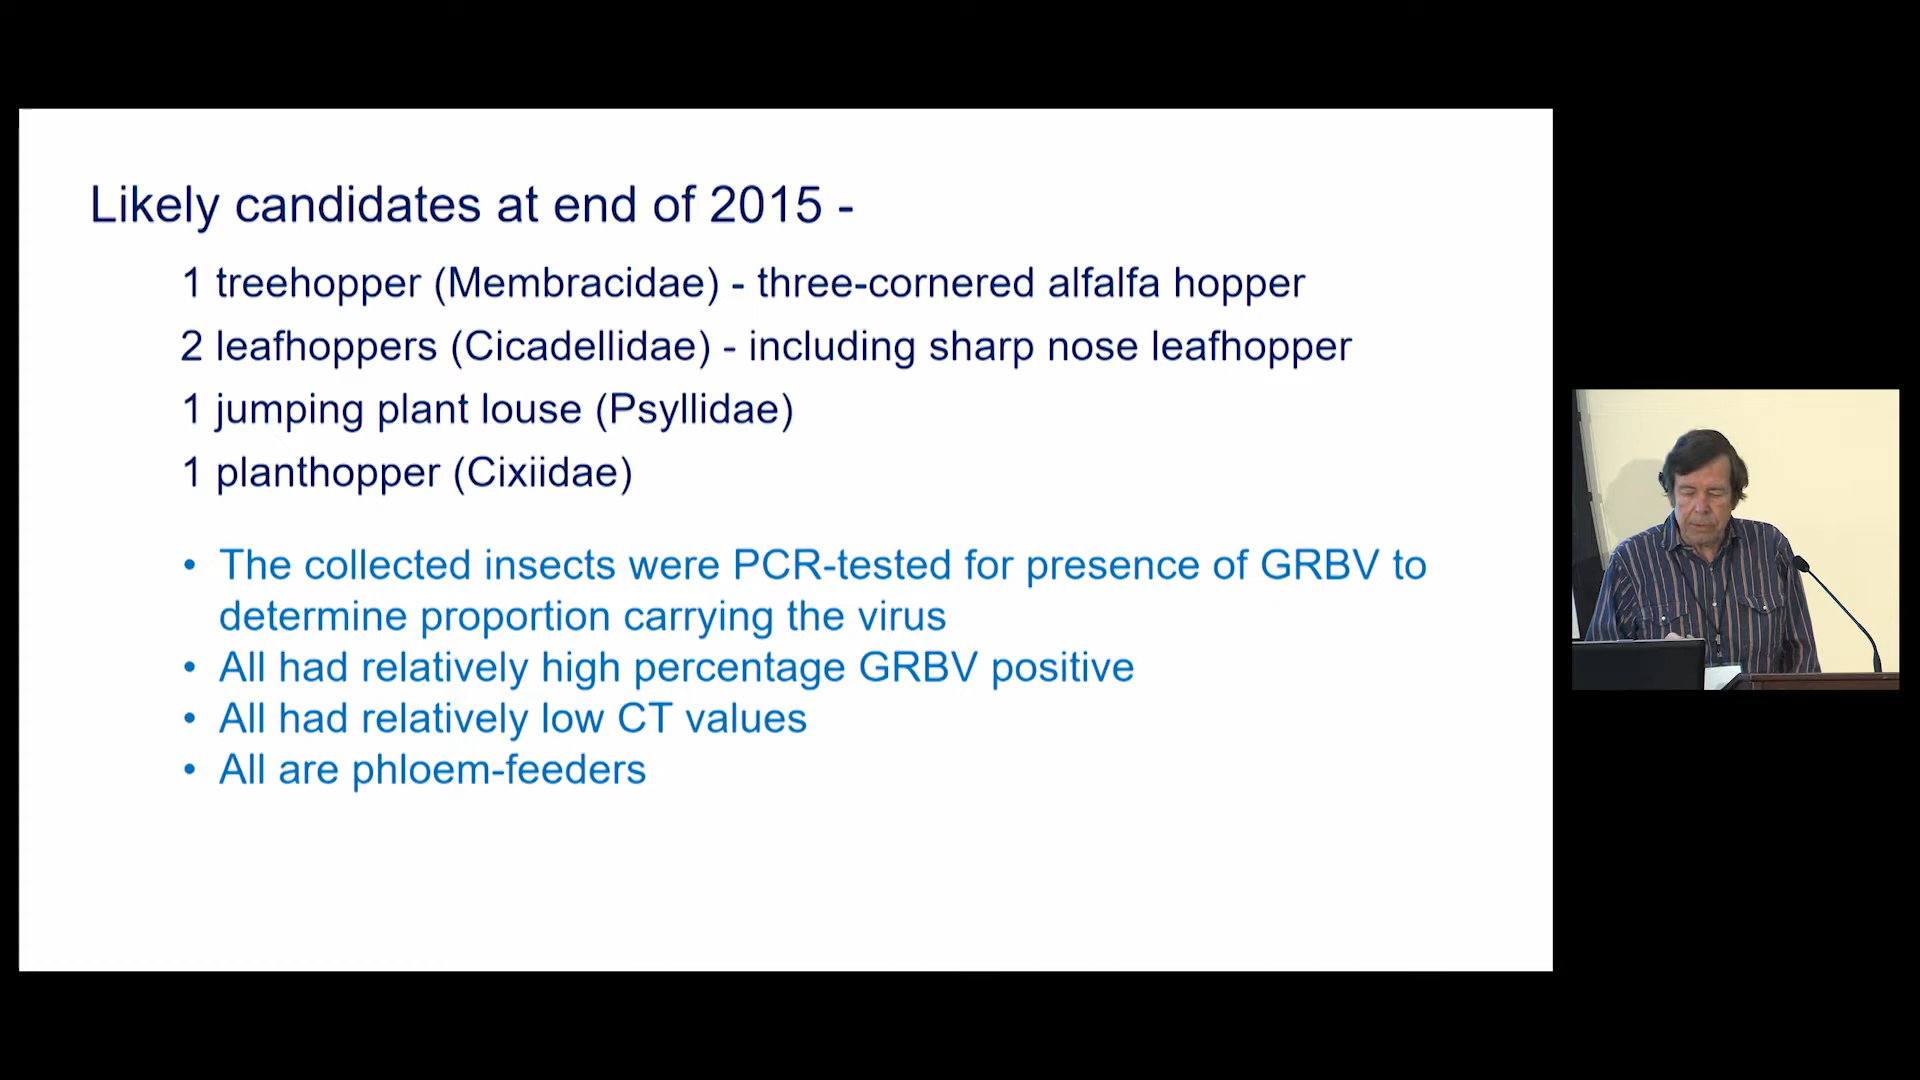 Likely candidates at end of 2015 -
1 treehopper (Membracidae) - three-cornered alfalfa hopper
2 leafhoppers (Cicadellidae) - including sharp nose leafhopper
1 jumping plant louse (Psyllidae)
1 planthopper (Cixiidae)
• The collected insects were PCR-tested for presence of GRBV to
determine proportion carrying the virus
• All had relatively high percentage GRBV positive
• All had relatively low CT values
• All are phloem-feeders